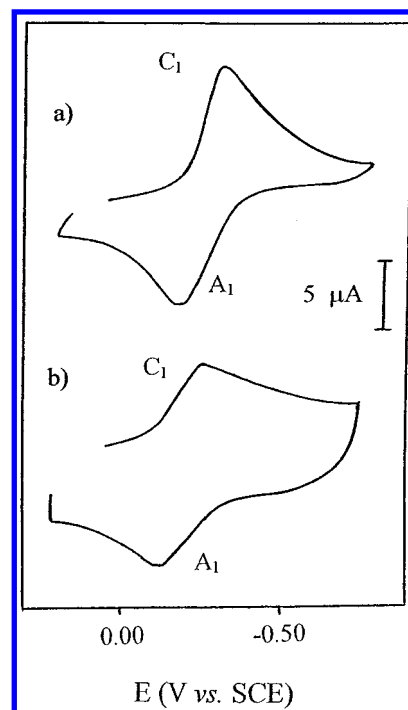 C₁
a)
A₁
5 μA
b)
C₁
A₁
0.00 -0.50
E (V vs. SCE)